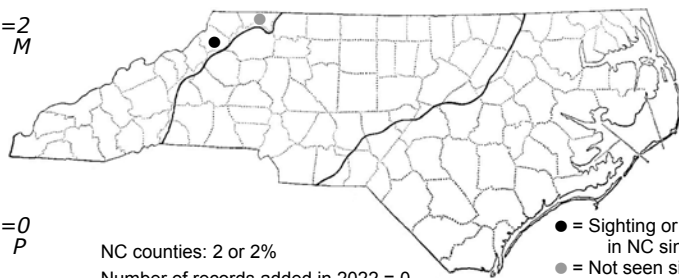 =2
M
=0
P
NC counties: 2 or 2%
Number of records added in 2022 = 0
● = Sighting or
in NC sin
● = Not seen si